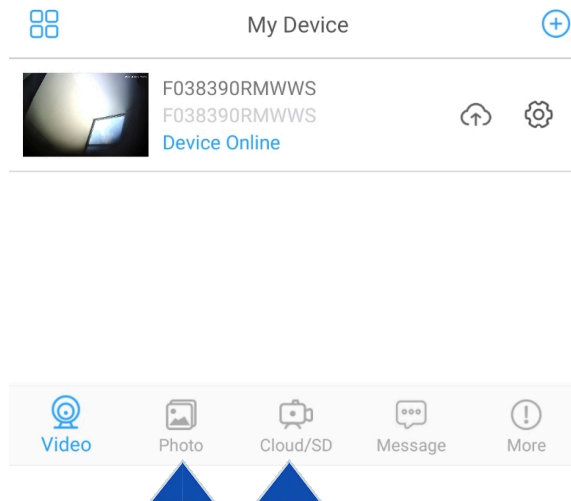 My Device
F038390RMWWS
F038390RMWWS
Device Online
Video
Photo
Cloud/SD
Message
More